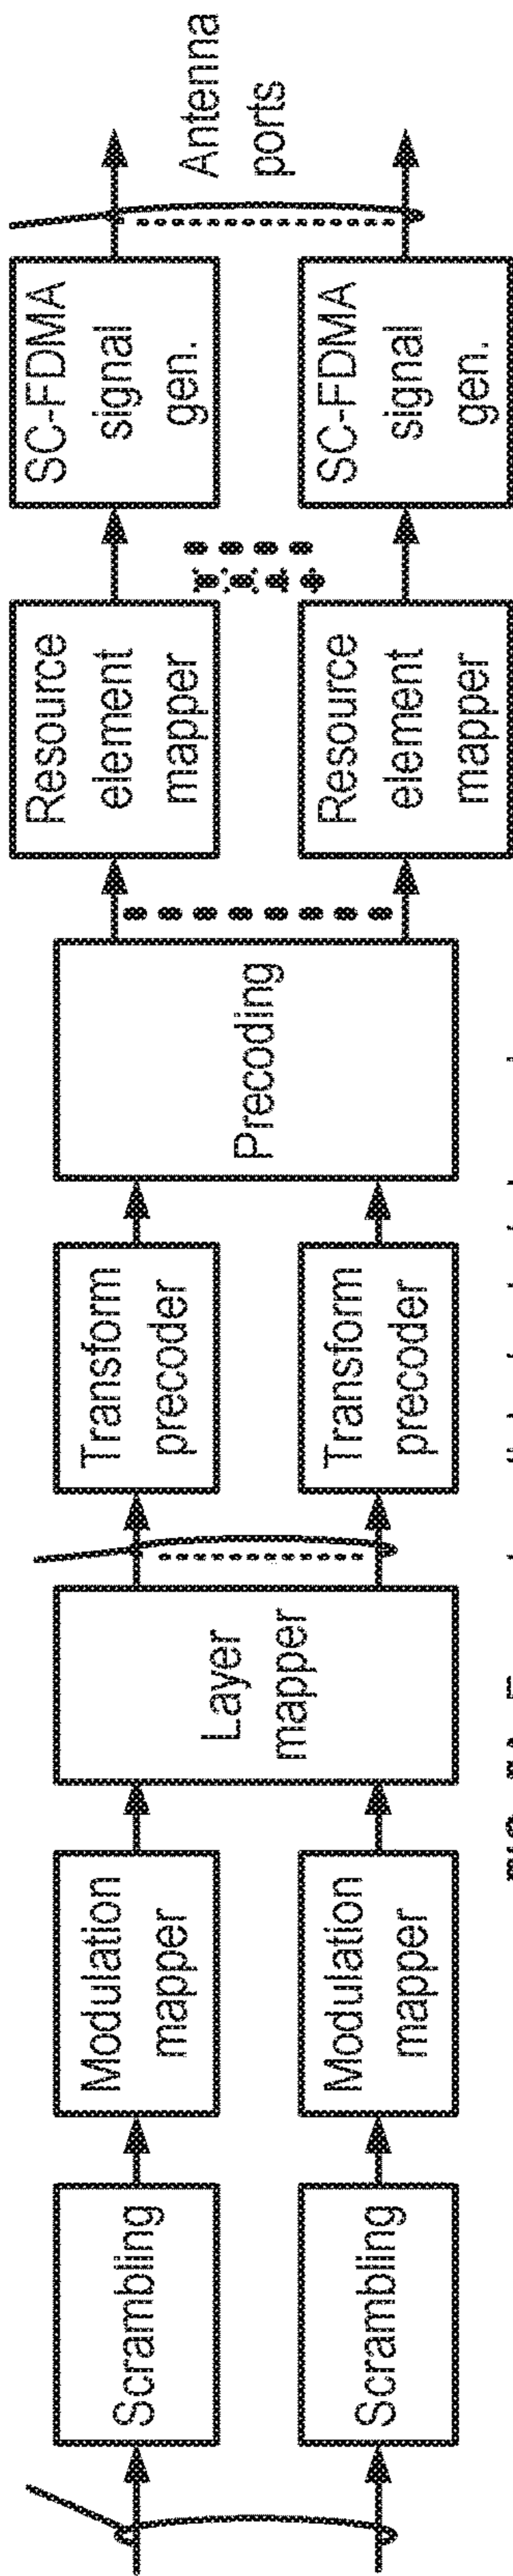 Scrambling
Scrambling
Modulation
mapper
Modulation
mapper
Layer
mapper
Transform
precoder
Transform
precoder
Precoding
Resource
element
mapper
Resource
element
mapper
SC-FDMA
signal
gen.
SC-FDMA
signal
gen.
Antenna
ports